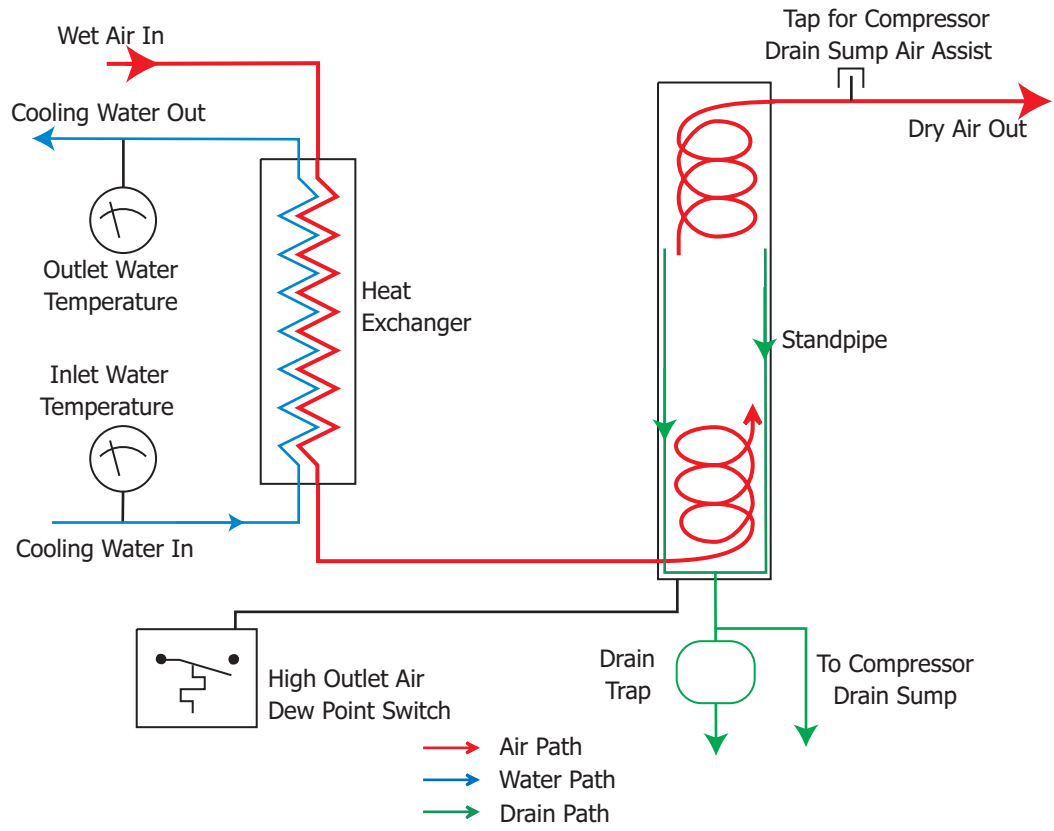 Wet Air In
Cooling Water Out
Outlet Water
Temperature
Inlet Water
Temperature
Cooling Water In
Heat
Exchanger
Tap for Compressor
Drain Sump Air Assist
Dry Air Out
Standpipe
High Outlet Air
Dew Point Switch
Drain
Trap
To Compressor
Drain Sump
Air Path
Water Path
Drain Path